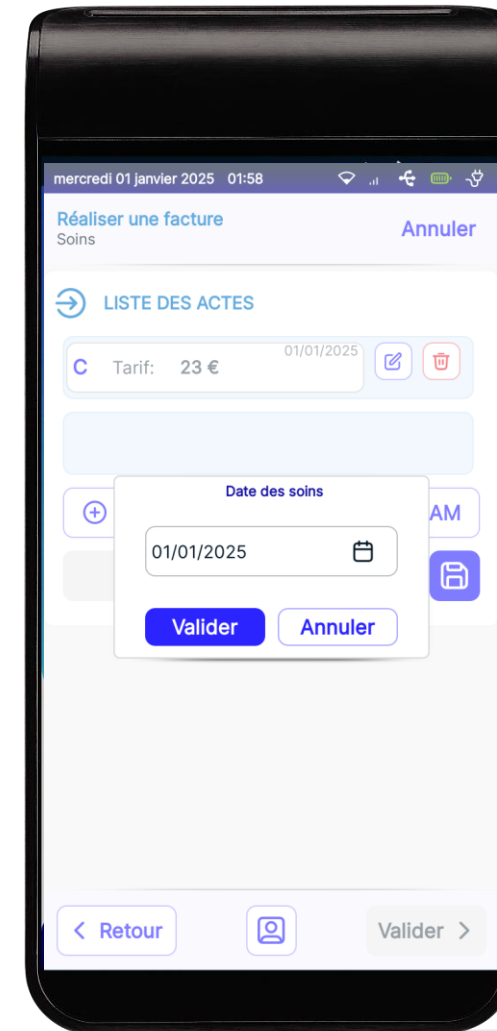 mercredi 01 janvier 2025 01:58
Réaliser une facture
Soins
Annuler
LISTE DES ACTES
C Tarif: 23 € 01/01/2025
AM
Date des soins
01/01/2025
Valider Annuler
Retour
Valider